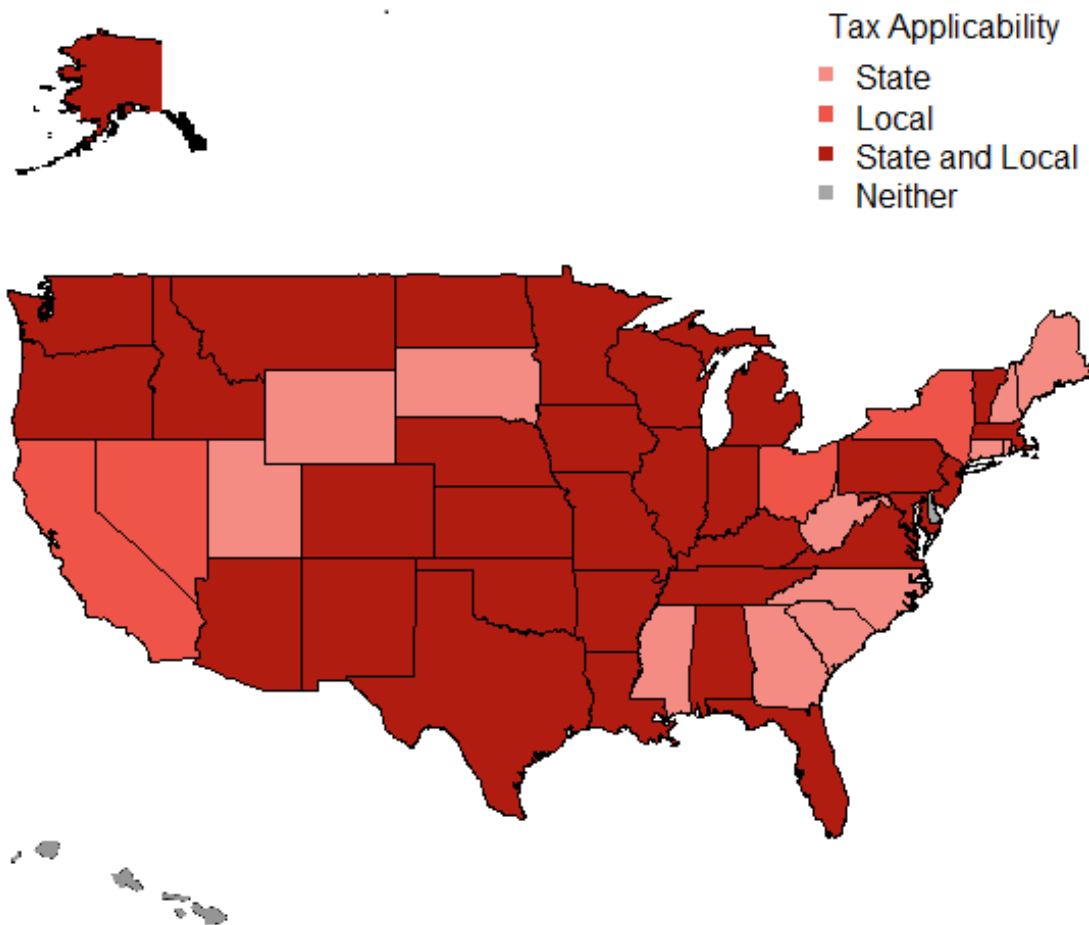 Tax Applicability
State
Local
State and Local
Neither